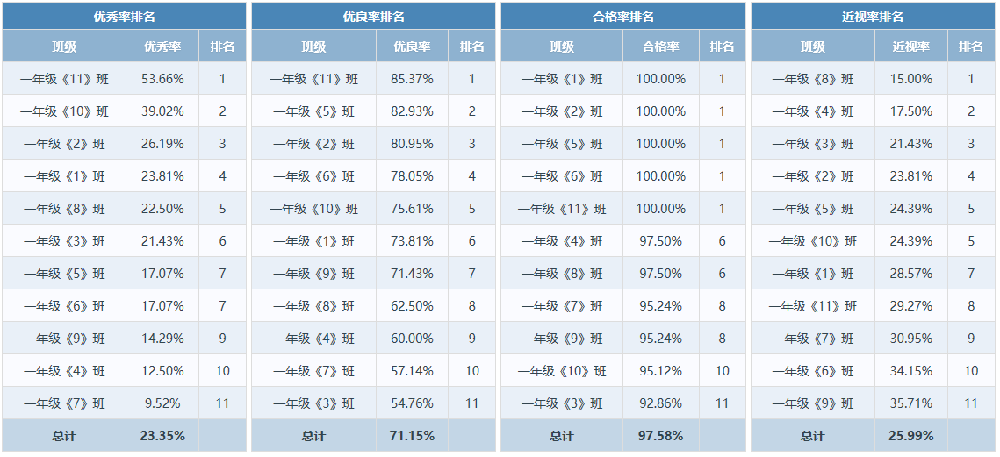 优秀率排名 优良率排名 合格率排名 近视率排名
班级 优秀率 排名 班级 优良率 排名 班级 合格率 排名 班级 近视率 排名
一年级《11》班 53.66% 1 一年级《11》班 85.37% 1 一年级《1》班 100.00% 1 一年级《8》班 15.00% 1
一年级《10》班 39.02% 2 一年级《5》班 82.93% 2 一年级《2》班 100.00% 1 一年级《4》班 17.50% 2
一年级《2》班 26.19% 3 一年级《2》班 80.95% 3 一年级《5》班 100.00% 1 一年级《3》班 21.43% 3
一年级《1》班 23.81% 4 一年级《6》班 78.05% 4 一年级《6》班 100.00% 1 一年级《2》班 23.81% 4
一年级《8》班 22.50% 5 一年级《10》班 75.61% 5 一年级《11》班 100.00% 1 一年级《5》班 24.39% 5
一年级《3》班 21.43% 6 一年级《1》班 73.81% 6 一年级《4》班 97.50% 6 一年级《10》班 24.39% 5
一年级《5》班 17.07% 7 一年级《9》班 71.43% 7 一年级《8》班 97.50% 6 一年级《1》班 28.57% 7
一年级《6》班 17.07% 7 一年级《8》班 62.50% 8 一年级《7》班 95.24% 8 一年级《11》班 29.27% 8
一年级《9》班 14.29% 9 一年级《4》班 60.00% 9 一年级《9》班 95.24% 8 一年级《7》班 30.95% 9
一年级《4》班 12.50% 10 一年级《7》班 57.14% 10 一年级《10》班 95.12% 10 一年级《6》班 34.15% 10
一年级《7》班 9.52% 11 一年级《3》班 54.76% 11 一年级《3》班 92.86% 11 一年级《9》班 35.71% 11
总计 23.35% 总计 71.15% 总计 97.58% 总计 25.99%